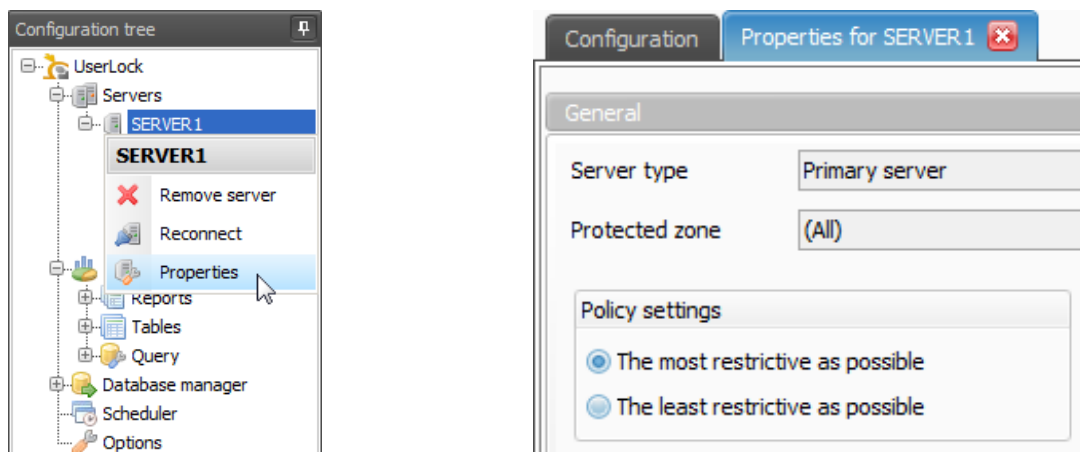 Configuration tree
UserLock
Servers
SERVER1
SERVER1
Remove server
Reconnect
Properties
Reports
Tables
Query
Database manager
Scheduler
Options
Configuration
Properties for SERVER1
General
Server type
Primary server
Protected zone
(All)
Policy settings
The most restrictive as possible
The least restrictive as possible